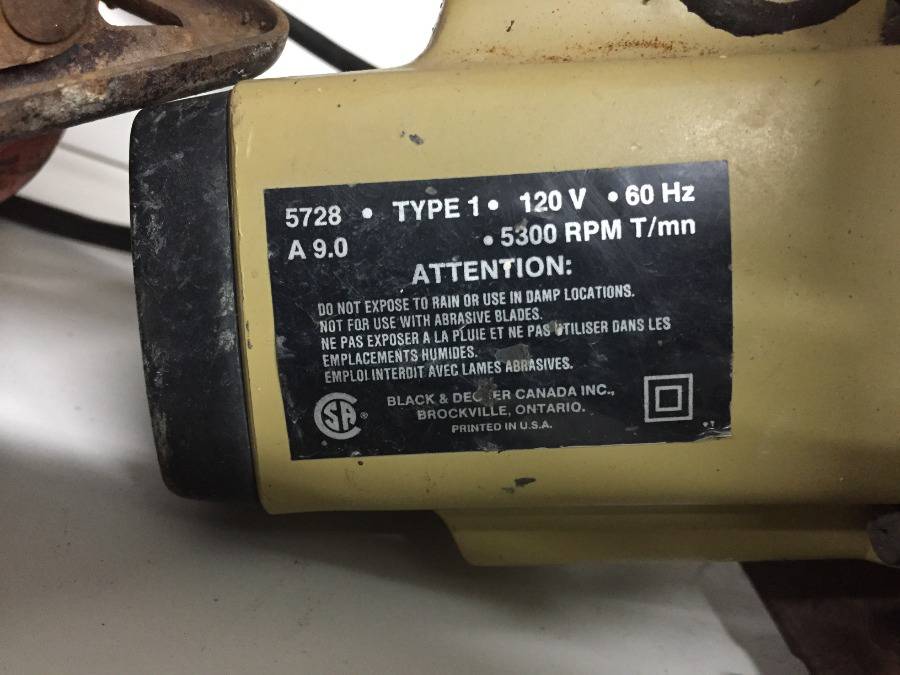 5728 • TYPE 1 • 120 V • 60 Hz
A 9.0 • 5300 RPM T/mn
ATTENTION:
DO NOT EXPOSE TO RAIN OR USE IN DAMP LOCATIONS.
NOT FOR USE WITH ABRASIVE BLADES.
NE PAS EXPOSER A LA PLUIE ET NE PAS UTILISER DANS LES
EMPLACEMENTS HUMIDES.
EMPLOI INTERDIT AVEC LAMES ABRASIVES.
BLACK & DECKER CANADA INC.,
BROCKVILLE, ONTARIO.
PRINTED IN U.S.A.
CSA ®